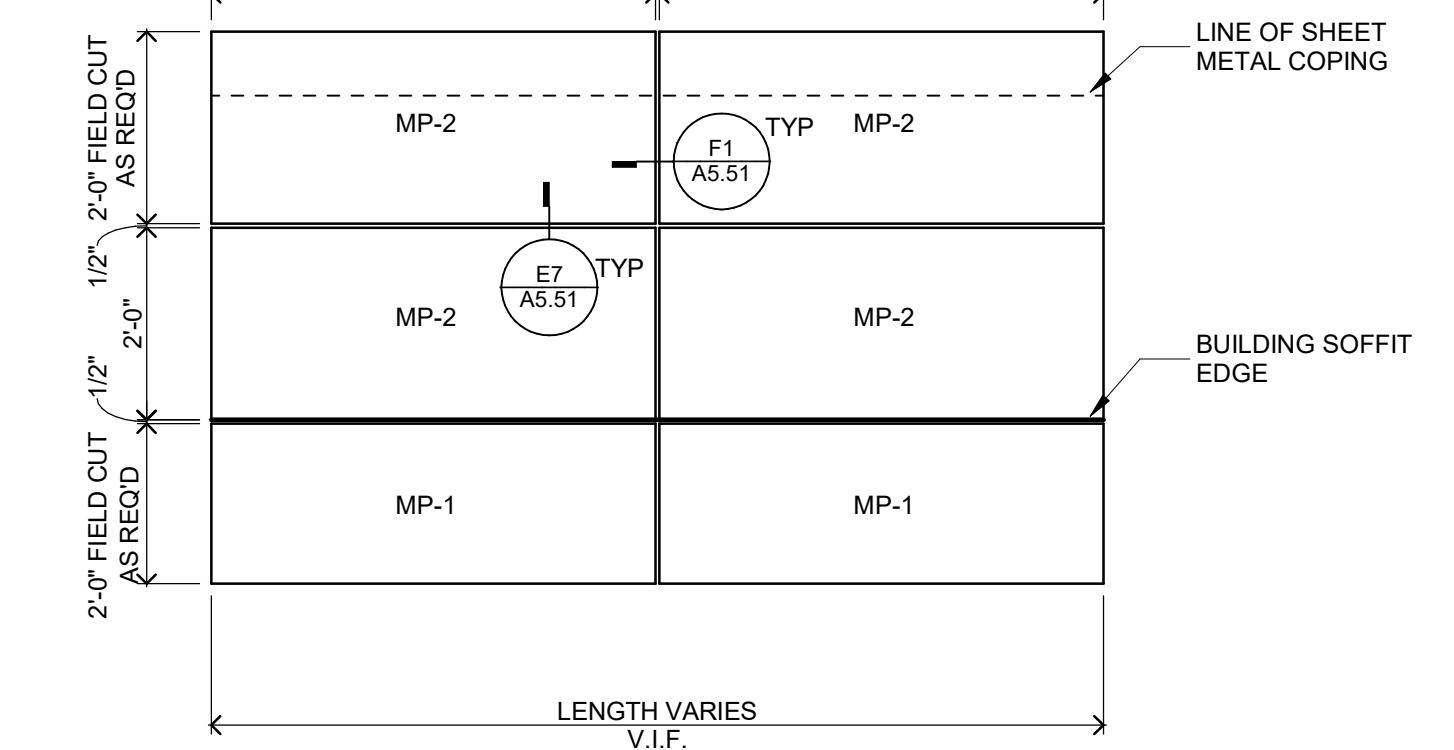 LINE OF SHEET
METAL COPING
2'-0" FIELD CUT
AS REQ'D
MP-2
TYP
MP-2
F1
A5.51
1/2"
E7
A5.51
TYP
2'-0"
MP-2
MP-2
BUILDING SOFFIT
EDGE
1/2"
2'-0" FIELD CUT
AS REQ'D
MP-1
MP-1
LENGTH VARIES
V.I.F.